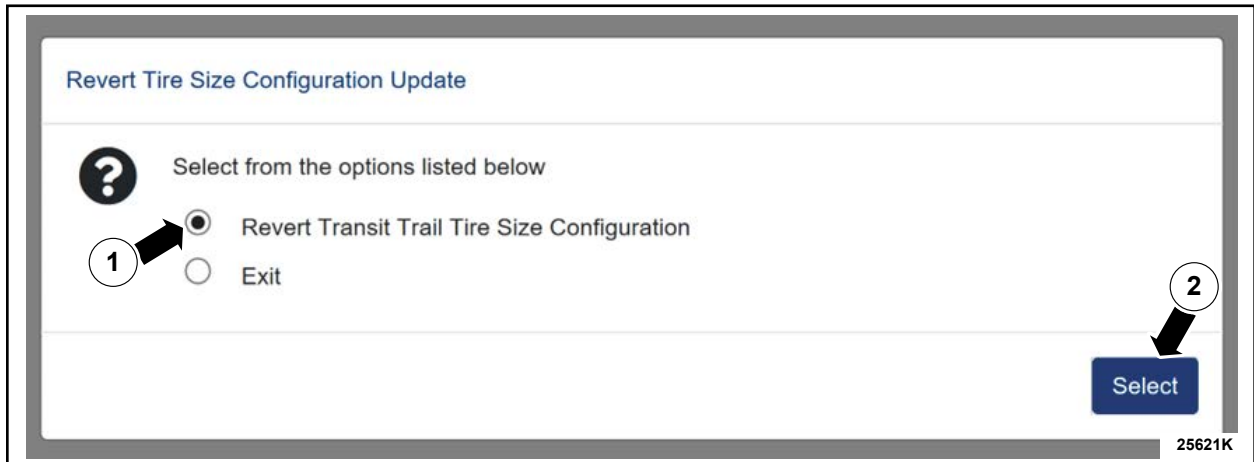 Revert Tire Size Configuration Update
?
Select from the options listed below
Revert Transit Trail Tire Size Configuration
1
Exit
2
Select
25621K